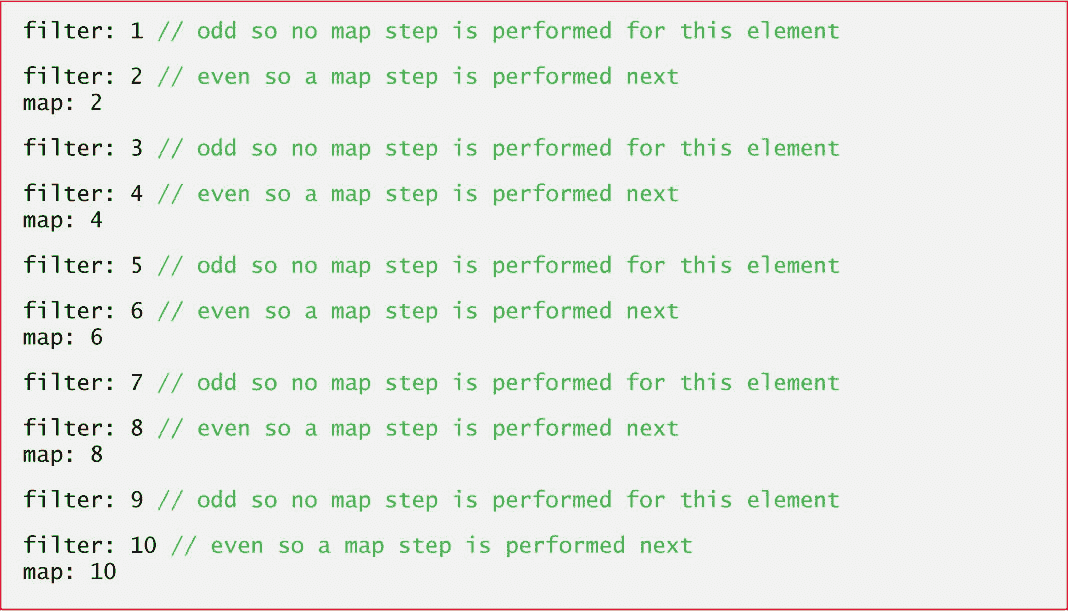 filter: 1 // odd so no map step is performed for this element
filter: 2 // even so a map step is performed next
map: 2
filter: 3 // odd so no map step is performed for this element
filter: 4 // even so a map step is performed next
map: 4
filter: 5 // odd so no map step is performed for this element
filter: 6 // even so a map step is performed next
map: 6
filter: 7 // odd so no map step is performed for this element
filter: 8 // even so a map step is performed next
map: 8
filter: 9 // odd so no map step is performed for this element
filter: 10 // even so a map step is performed next
map: 10